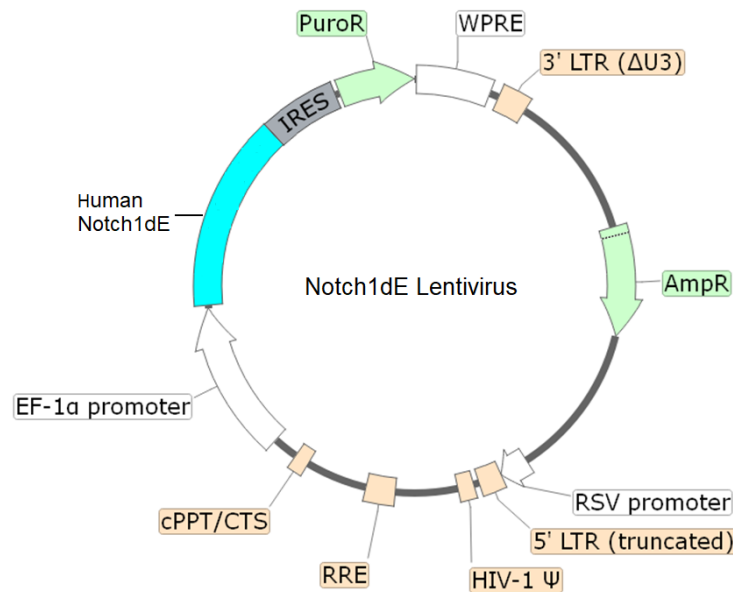 PuroR
WPRE
3' LTR (ΔU3)
IRES
Human
Notch1dE
Notch1dE Lentivirus
AmpR
EF-1α promoter
RSV promoter
cPPT/CTS
5' LTR (truncated)
RRE
HIV-1 Ψ